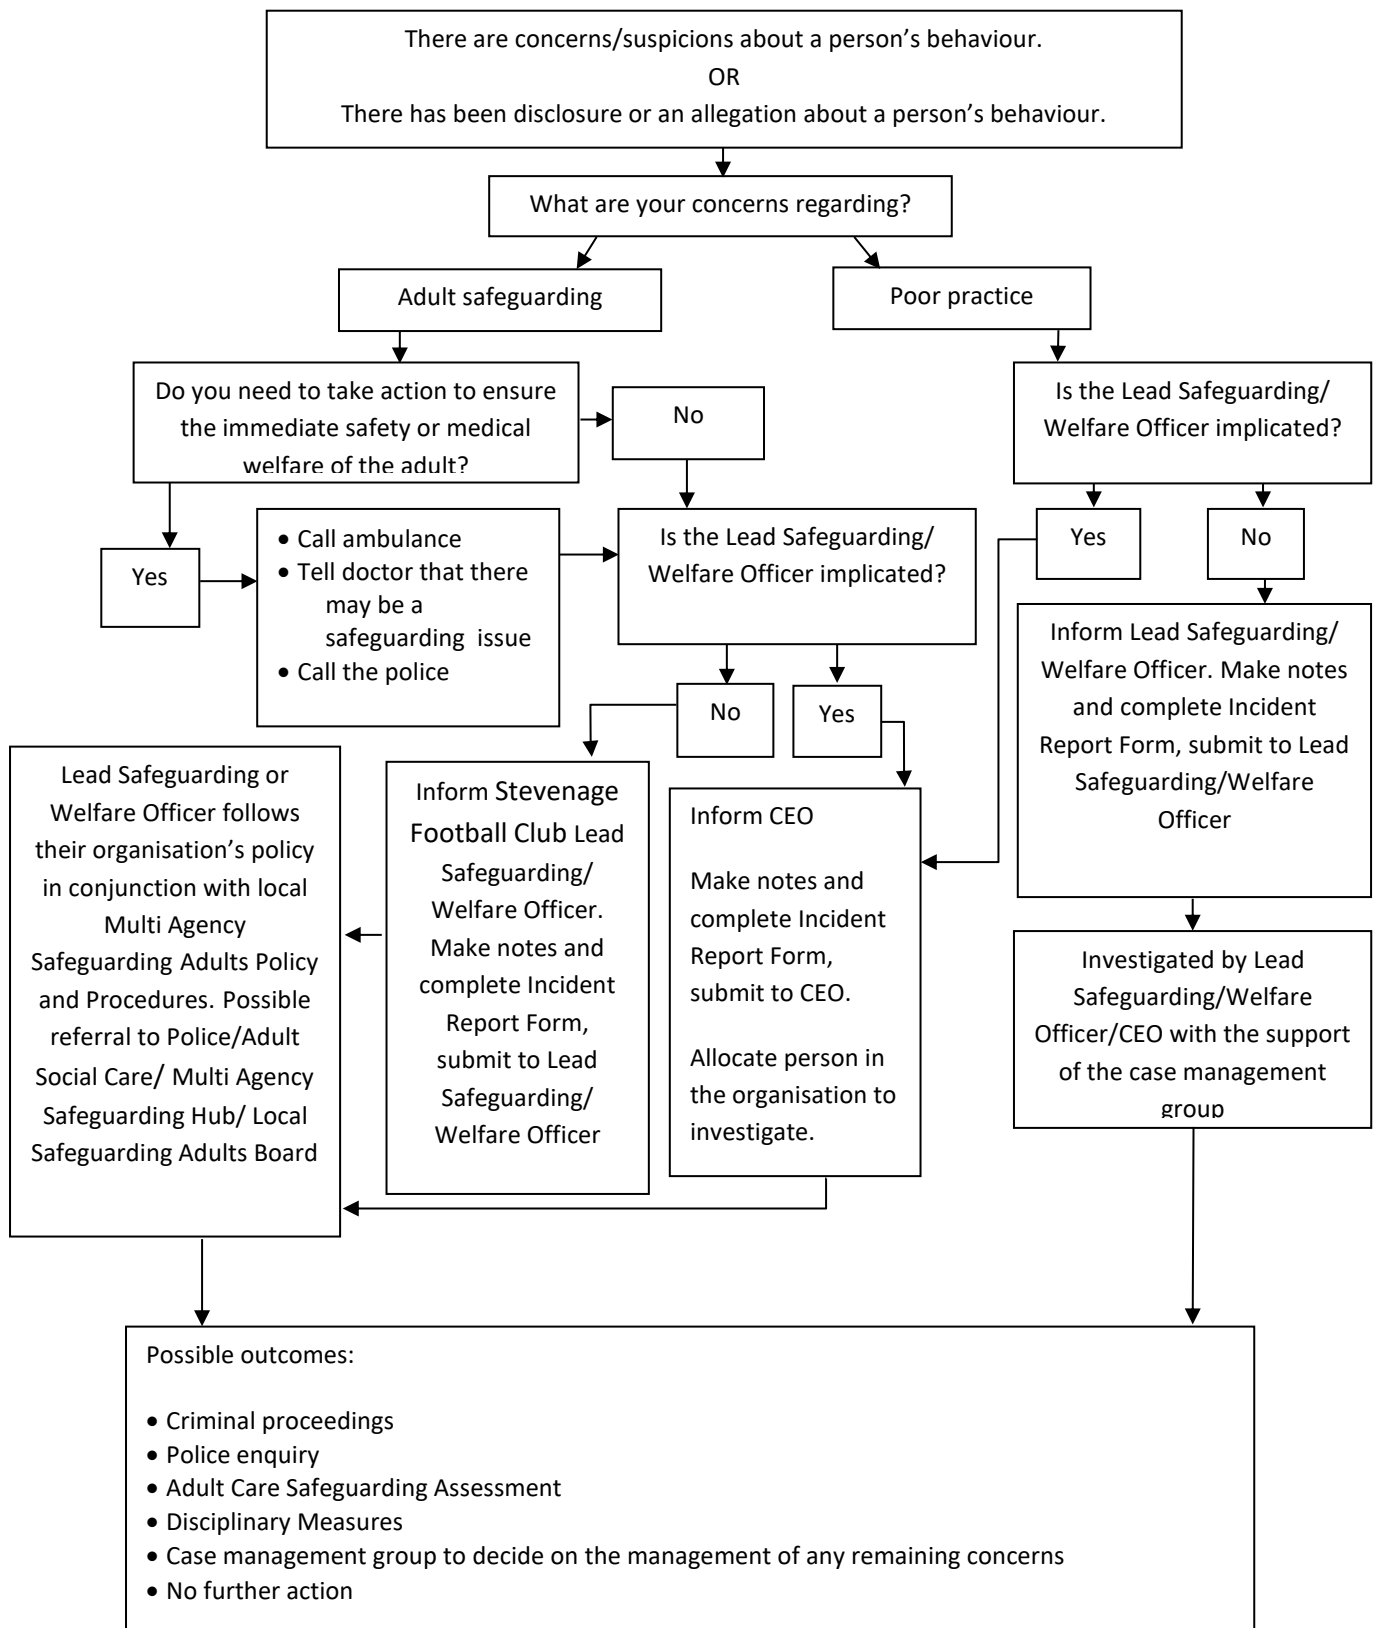 There are concerns/suspicions about a person’s behaviour.
OR
There has been disclosure or an allegation about a person’s behaviour.
What are your concerns regarding?
Adult safeguarding
Poor practice
Do you need to take action to ensure
the immediate safety or medical
welfare of the adult?
No
Is the Lead Safeguarding/
Welfare Officer implicated?
Yes
• Call ambulance
• Tell doctor that there
may be a
safeguarding issue
• Call the police
Is the Lead Safeguarding/
Welfare Officer implicated?
Yes
No
No
Yes
Inform Lead Safeguarding/
Welfare Officer. Make notes
and complete Incident
Report Form, submit to Lead
Safeguarding/Welfare
Officer
Lead Safeguarding or
Welfare Officer follows
their organisation’s policy
in conjunction with local
Multi Agency
Safeguarding Adults Policy
and Procedures. Possible
referral to Police/Adult
Social Care/ Multi Agency
Safeguarding Hub/ Local
Safeguarding Adults Board
Inform Stevenage
Football Club Lead
Safeguarding/
Welfare Officer.
Make notes and
complete Incident
Report Form,
submit to Lead
Safeguarding/
Welfare Officer
Inform CEO
Make notes and
complete Incident
Report Form,
submit to CEO.
Allocate person in
the organisation to
investigate.
Investigated by Lead
Safeguarding/Welfare
Officer/CEO with the support
of the case management
group
Possible outcomes:
• Criminal proceedings
• Police enquiry
• Adult Care Safeguarding Assessment
• Disciplinary Measures
• Case management group to decide on the management of any remaining concerns
• No further action